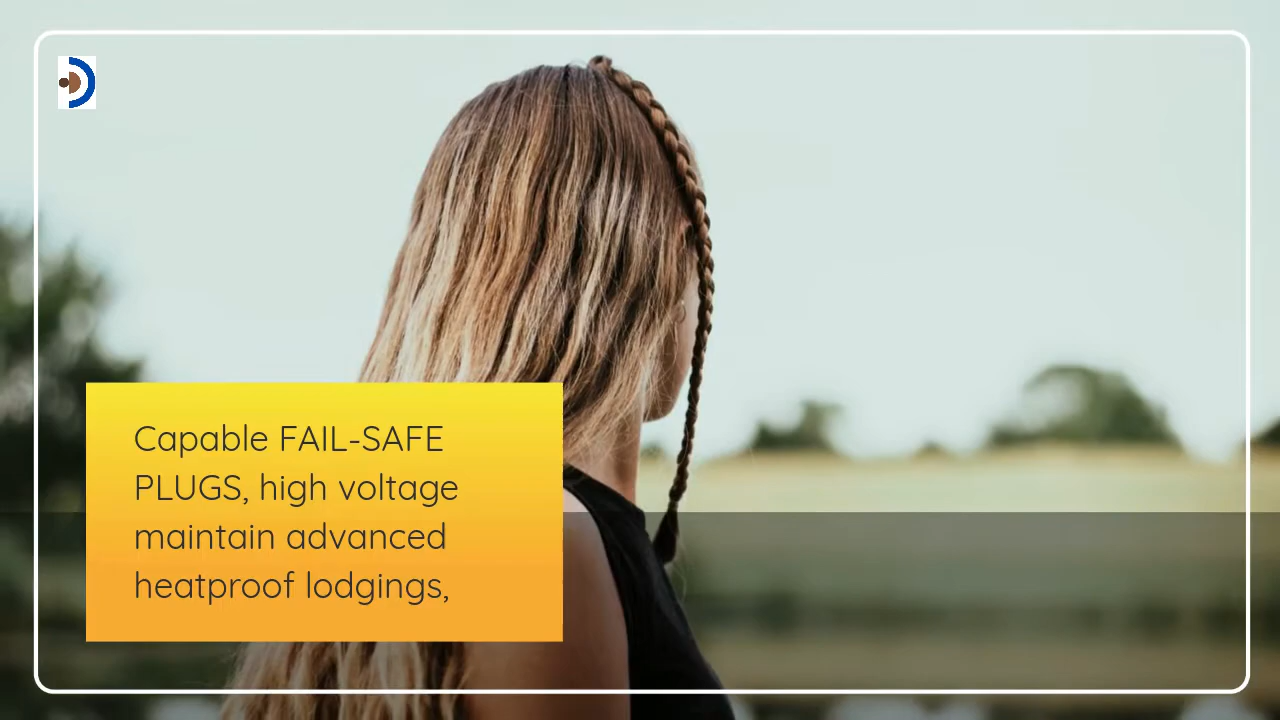 Capable FAIL-SAFE
PLUGS, high voltage
maintain advanced
heatproof lodgings,